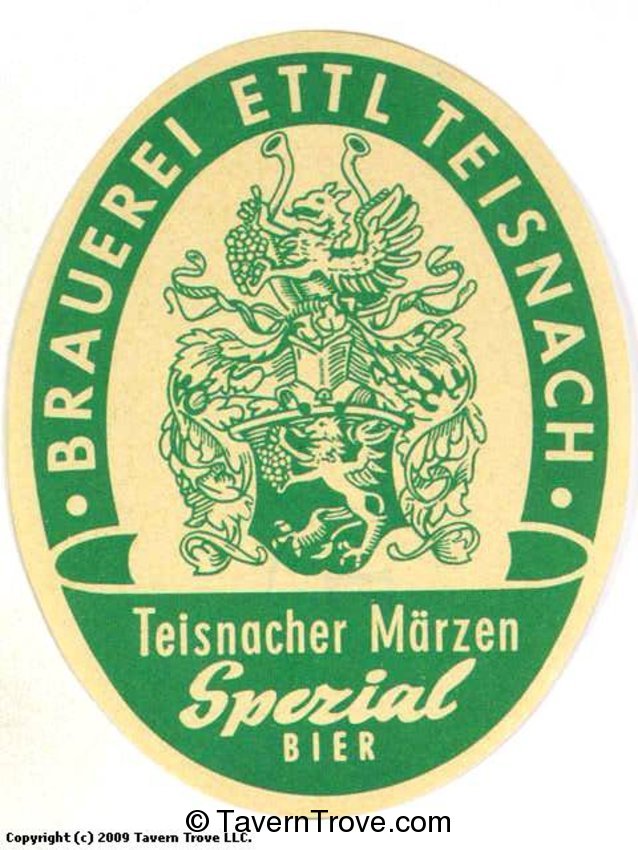 · BRAUEREI ETTL TEISNACH ·
Teisnacher Märzen
Spezial
BIER
© TavernTrove.com
Copyright (c) 2009 Tavern Trove LLC.